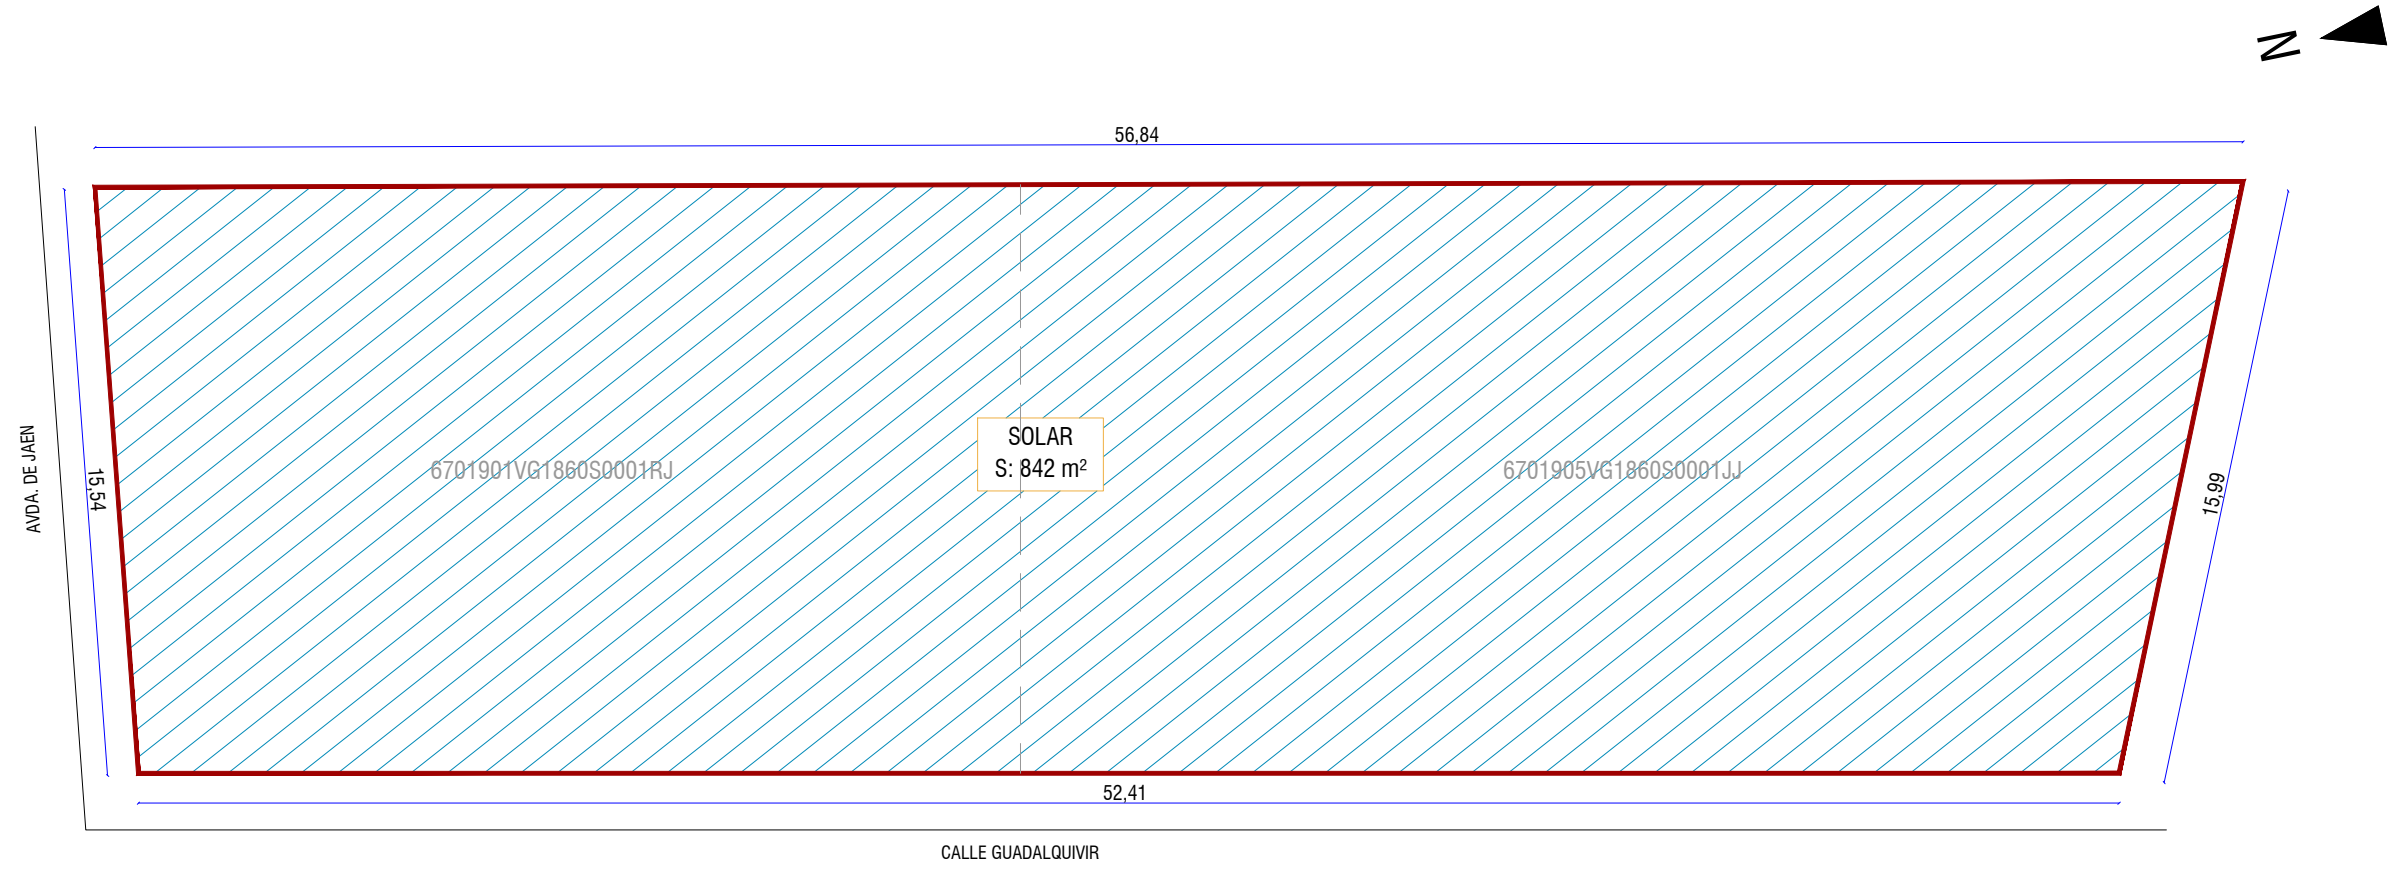 N
56,84
AVDA. DE JAEN
15,54
6701901VG1860S0001RJ
SOLAR
S: 842 m²
6701905VG1860S0001JJ
15,99
52,41
CALLE GUADALQUIVIR